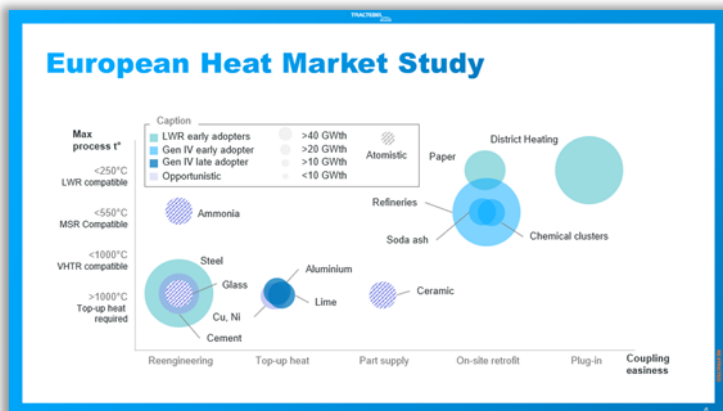 TRACTEBEL
European Heat Market Study
Caption
LWR early adopters
Gen IV early adopter
Gen IV late adopter
Opportunistic
>40 GWth
>20 GWth
>10 GWth
<10 GWth
Atomistic
Max
process t°
<250°C
LWR compatible
<550°C
MSR Compatible
<1000°C
VHTR compatible
>1000°C
Top-up heat
required
District Heating
Paper
Refineries
Soda ash
Chemical clusters
Ammonia
Steel
Glass
Cu, Ni
Cement
Aluminium
Lime
Ceramic
Reengineering
Top-up heat
Part supply
On-site retrofit
Plug-in
Coupling
easiness